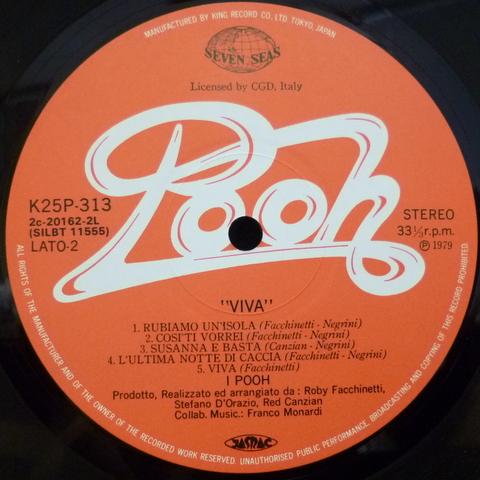 MANUFACTURED BY KING RECORD CO., LTD. TOKYO, JAPAN
SEVEN SEAS
Licensed by CGD, Italy
Pooh
K25P-313
2c-20162-2L
(SILBT 11555)
LATO-2
STEREO
33⅓r.p.m.
Ⓟ 1979
"VIVA"
1. RUBIAMO UN'ISOLA (Facchinetti - Negrini)
2. COSI'TI VORREI (Facchinetti - Negrini)
3. SUSANNA E BASTA (Canzian - Negrini)
4. L'ULTIMA NOTTE DI CACCIA (Facchinetti - Negrini)
5. VIVA (Facchinetti)
I POOH
Prodotto, Realizzato ed arrangiato da : Roby Facchinetti,
Stefano D'Orazio, Red Canzian
Collab. Music.: Franco Monardi
JASRAC
ALL RIGHTS OF THE MANUFACTURER AND OF THE OWNER OF THE RECORDED WORK RESERVED. UNAUTHORISED PUBLIC PERFORMANCE, BROADCASTING AND COPYING OF THIS RECORD PROHIBITED.